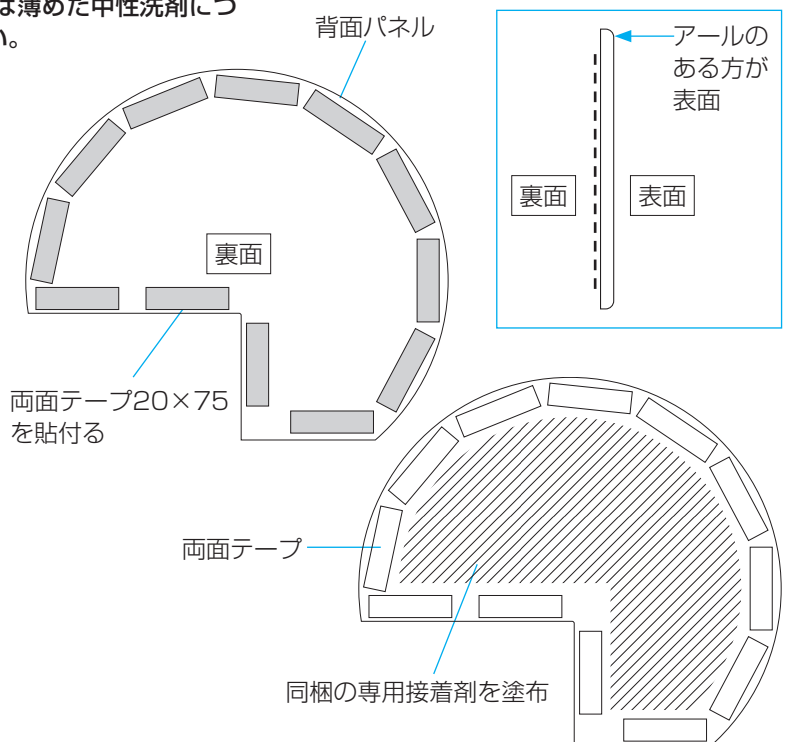 は薄めた中性洗剤につ
い。
背面パネル
アールの
ある方が
表面
裏面
表面
裏面
両面テープ20×75
を貼付る
両面テープ
同梱の専用接着剤を塗布